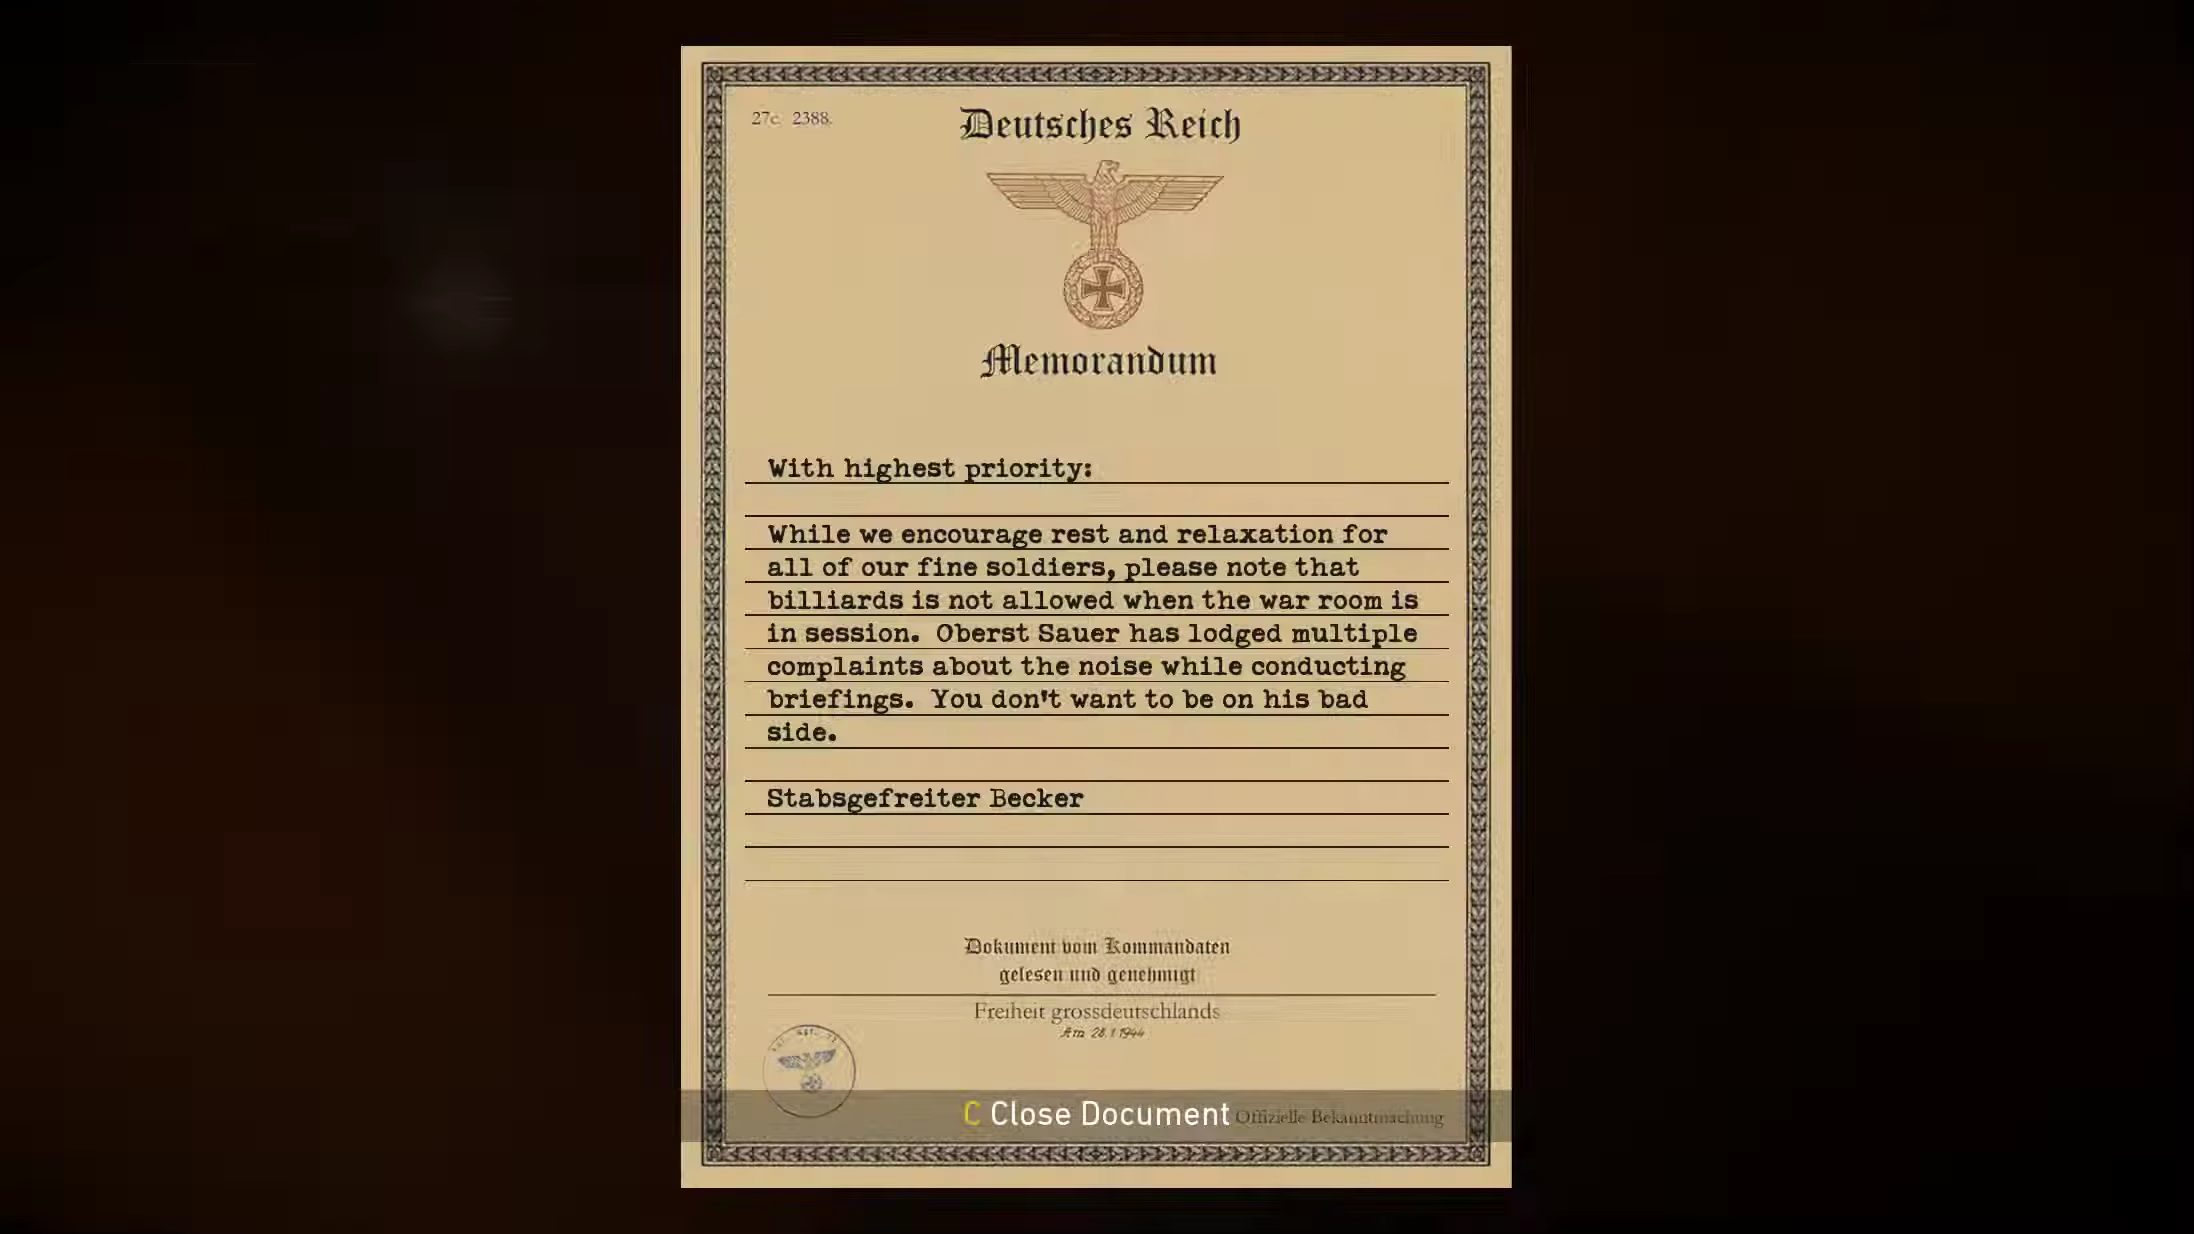 27c. 2388.
Deutsches Reich
Memorandum
With highest priority:
While we encourage rest and relaxation for
all of our fine soldiers, please note that
billiards is not allowed when the war room is
in session. Oberst Sauer has lodged multiple
complaints about the noise while conducting
briefings. You don't want to be on his bad
side.
Stabsgefreiter Becker
Dokument vom Kommandaten
gelesen und genehmigt
Freiheit grossdeutschlands
Am 28.1.1944
C Close Document
Offizielle Bekanntmachung